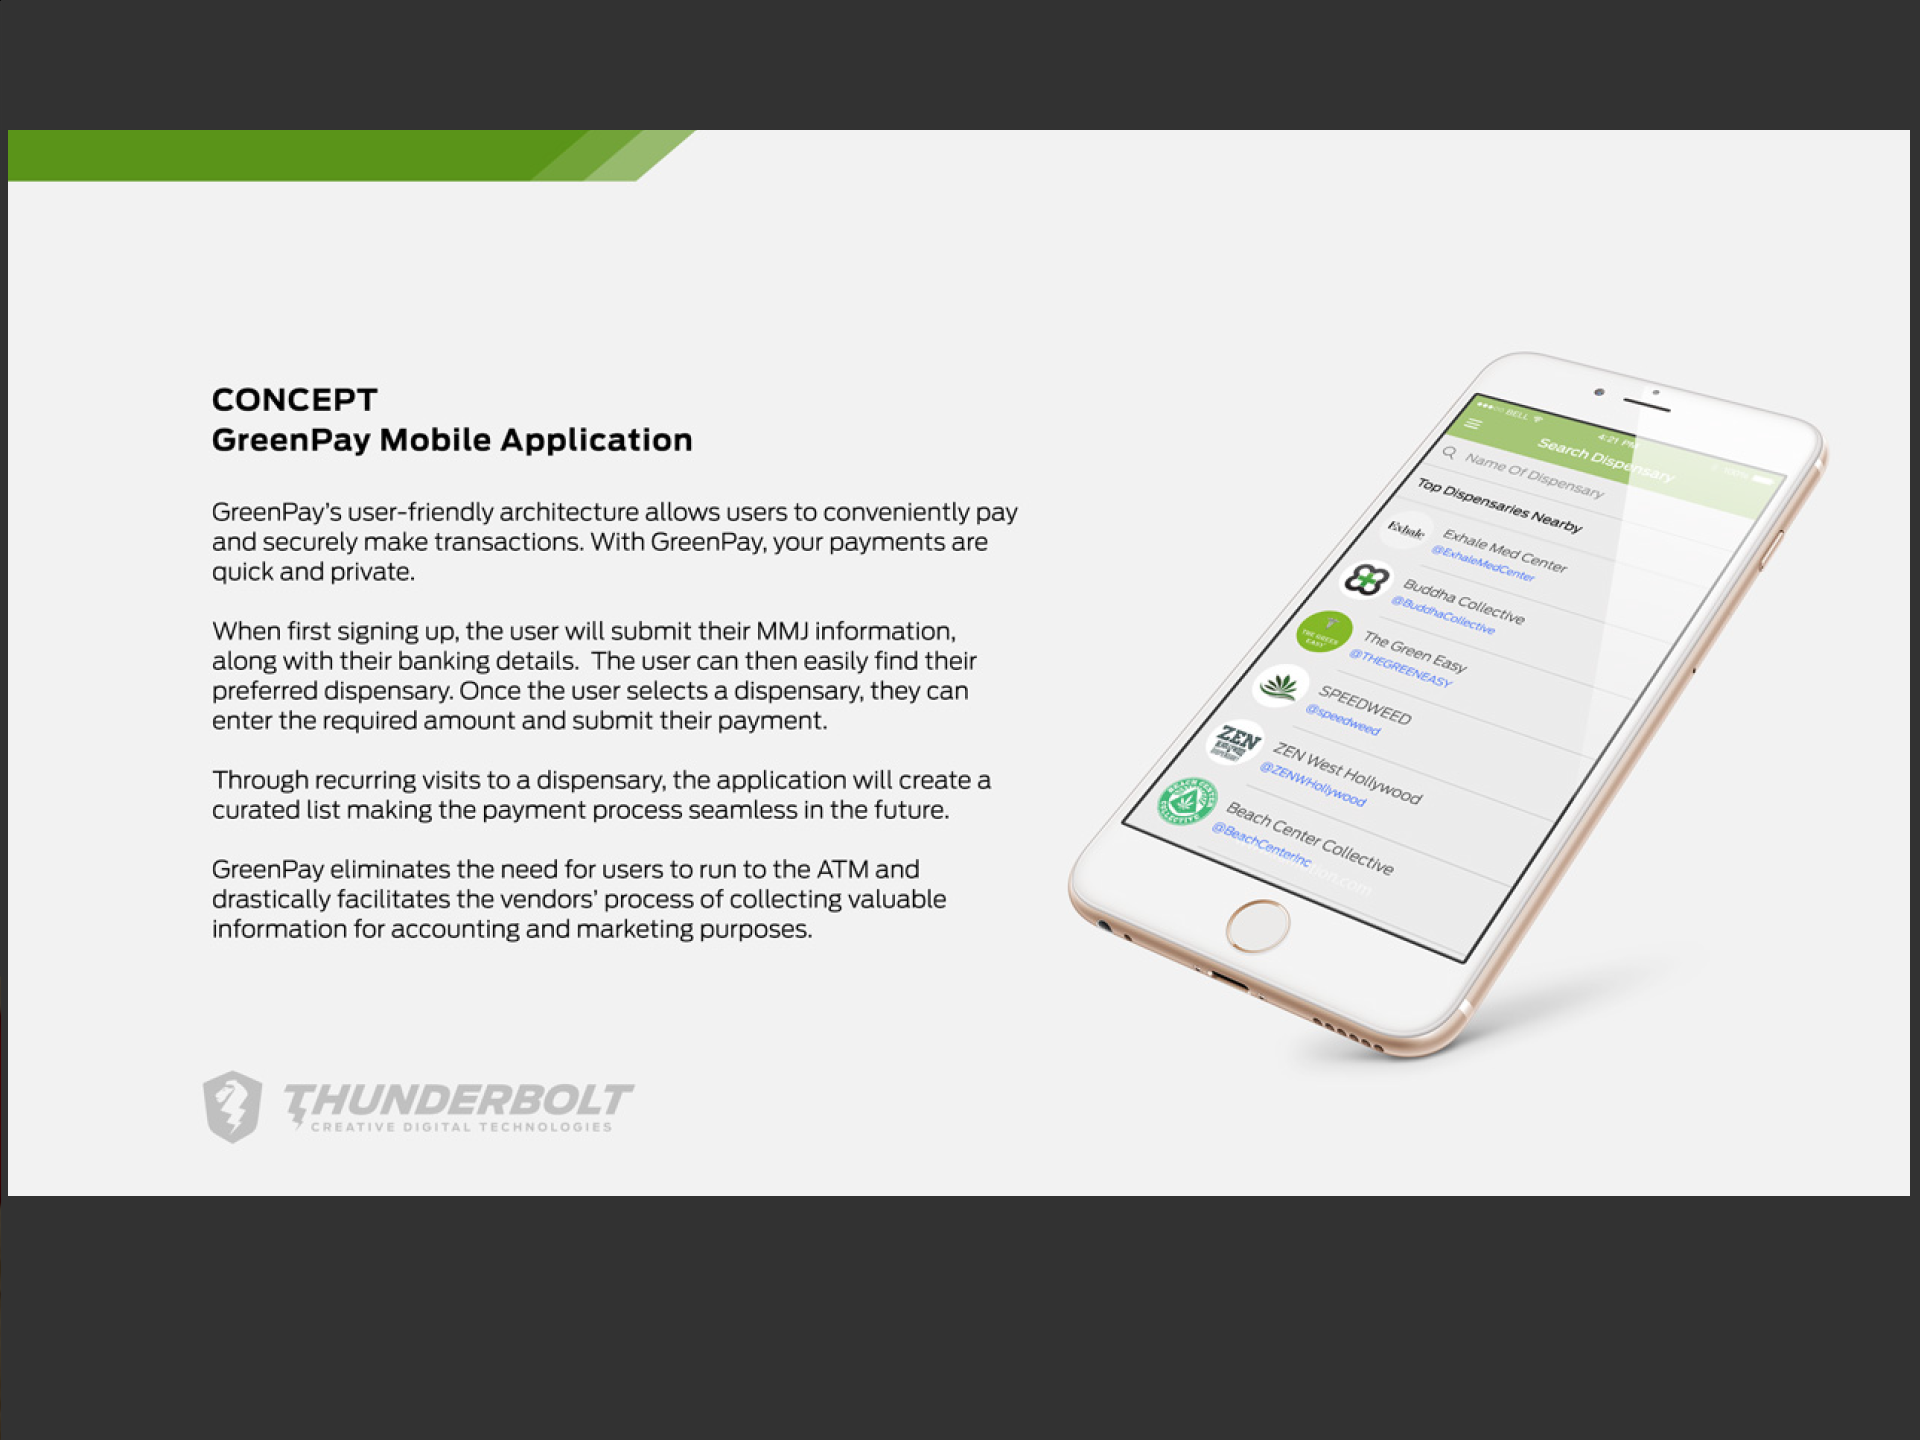 CONCEPT
GreenPay Mobile Application
GreenPay's user-friendly architecture allows users to conveniently pay
and securely make transactions. With GreenPay, your payments are
quick and private.
When first signing up, the user will submit their MMJ information,
along with their banking details.  The user can then easily find their
preferred dispensary. Once the user selects a dispensary, they can
enter the required amount and submit their payment.
Through recurring visits to a dispensary, the application will create a
curated list making the payment process seamless in the future.
GreenPay eliminates the need for users to run to the ATM and
drastically facilitates the vendors' process of collecting valuable
information for accounting and marketing purposes.
THUNDERBOLT
CREATIVE DIGITAL TECHNOLOGIES
BELL 4:21 PM 100%
Search Dispensary
Name Of Dispensary
Top Dispensaries Nearby
Exhale
Exhale Med Center
@ExhaleMedCenter
Buddha Collective
@BuddhaCollective
THE GREEN
EASY
The Green Easy
@THEGREENEASY
SPEEDWEED
@speedweed
ZEN
ZEN West Hollywood
@ZENWHollywood
Beach Center Collective
@BeachCenterInc